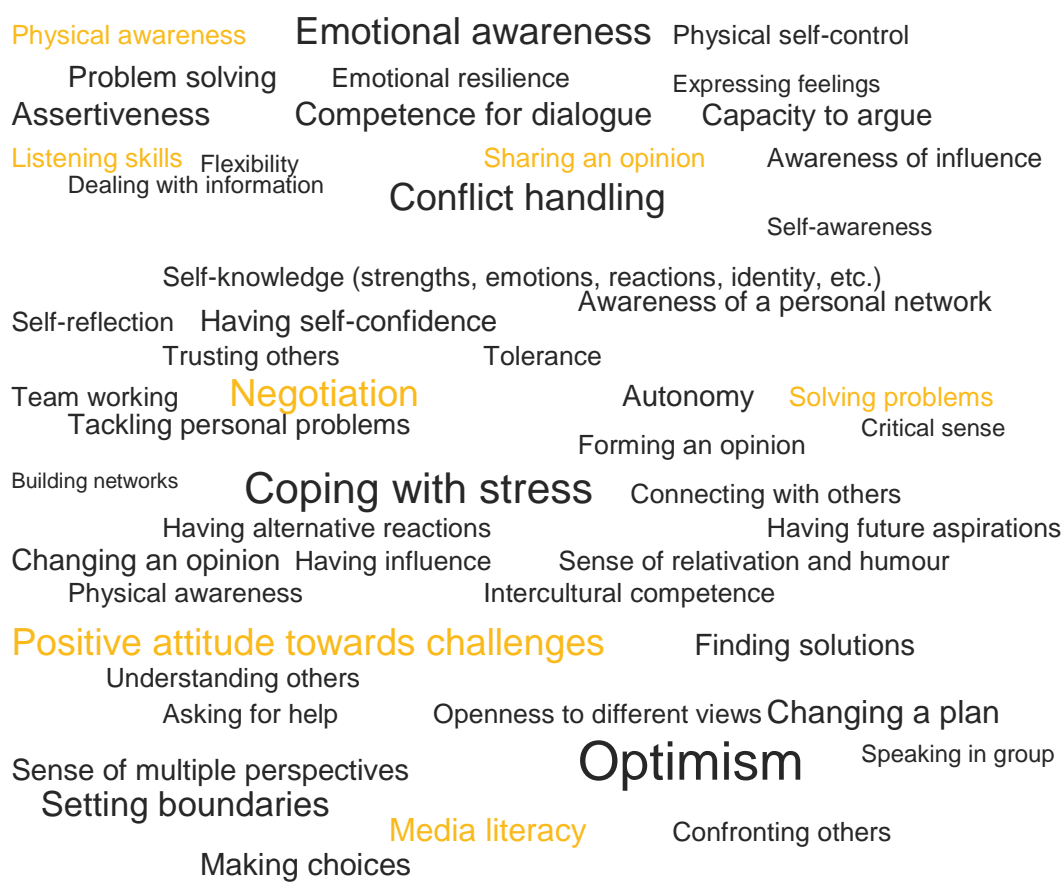 Physical awareness Emotional awareness Physical self-control
Problem solving Emotional resilience Expressing feelings
Assertiveness Competence for dialogue Capacity to argue
Listening skills Flexibility Sharing an opinion Awareness of influence
Dealing with information Conflict handling
Self-awareness
Self-knowledge (strengths, emotions, reactions, identity, etc.)
Awareness of a personal network
Self-reflection Having self-confidence
Trusting others Tolerance
Team working Negotiation Autonomy Solving problems
Tackling personal problems Critical sense
Forming an opinion
Building networks Coping with stress Connecting with others
Having alternative reactions Having future aspirations
Changing an opinion Having influence Sense of relativation and humour
Physical awareness Intercultural competence
Positive attitude towards challenges Finding solutions
Understanding others
Asking for help Openness to different views Changing a plan
Sense of multiple perspectives Optimism Speaking in group
Setting boundaries
Media literacy Confronting others
Making choices